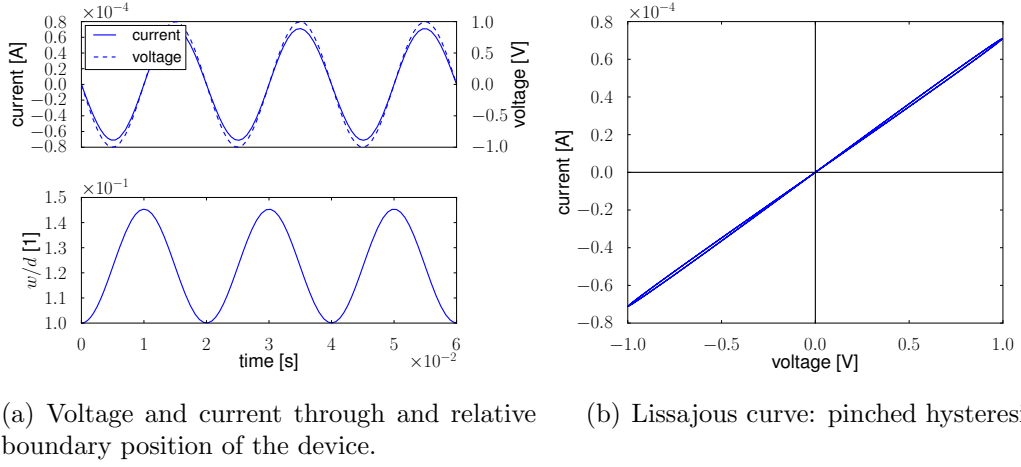 ×10⁻⁴
0.8
0.6
0.4
0.2
0.0
−0.2
−0.4
−0.6
−0.8
current [A]
current
voltage
1.0
0.5
0.0
−0.5
−1.0
voltage [V]
×10⁻¹
1.5
1.4
1.3
1.2
1.1
1.0
w/d [1]
0 1 2 3 4 5 6
time [s] ×10⁻²
×10⁻⁴
0.8
0.6
0.4
0.2
0.0
−0.2
−0.4
−0.6
−0.8
current [A]
−1.0 −0.5 0.0 0.5 1.0
voltage [V]
(a) Voltage and current through and relative
boundary position of the device.
(b) Lissajous curve: pinched hysteresi